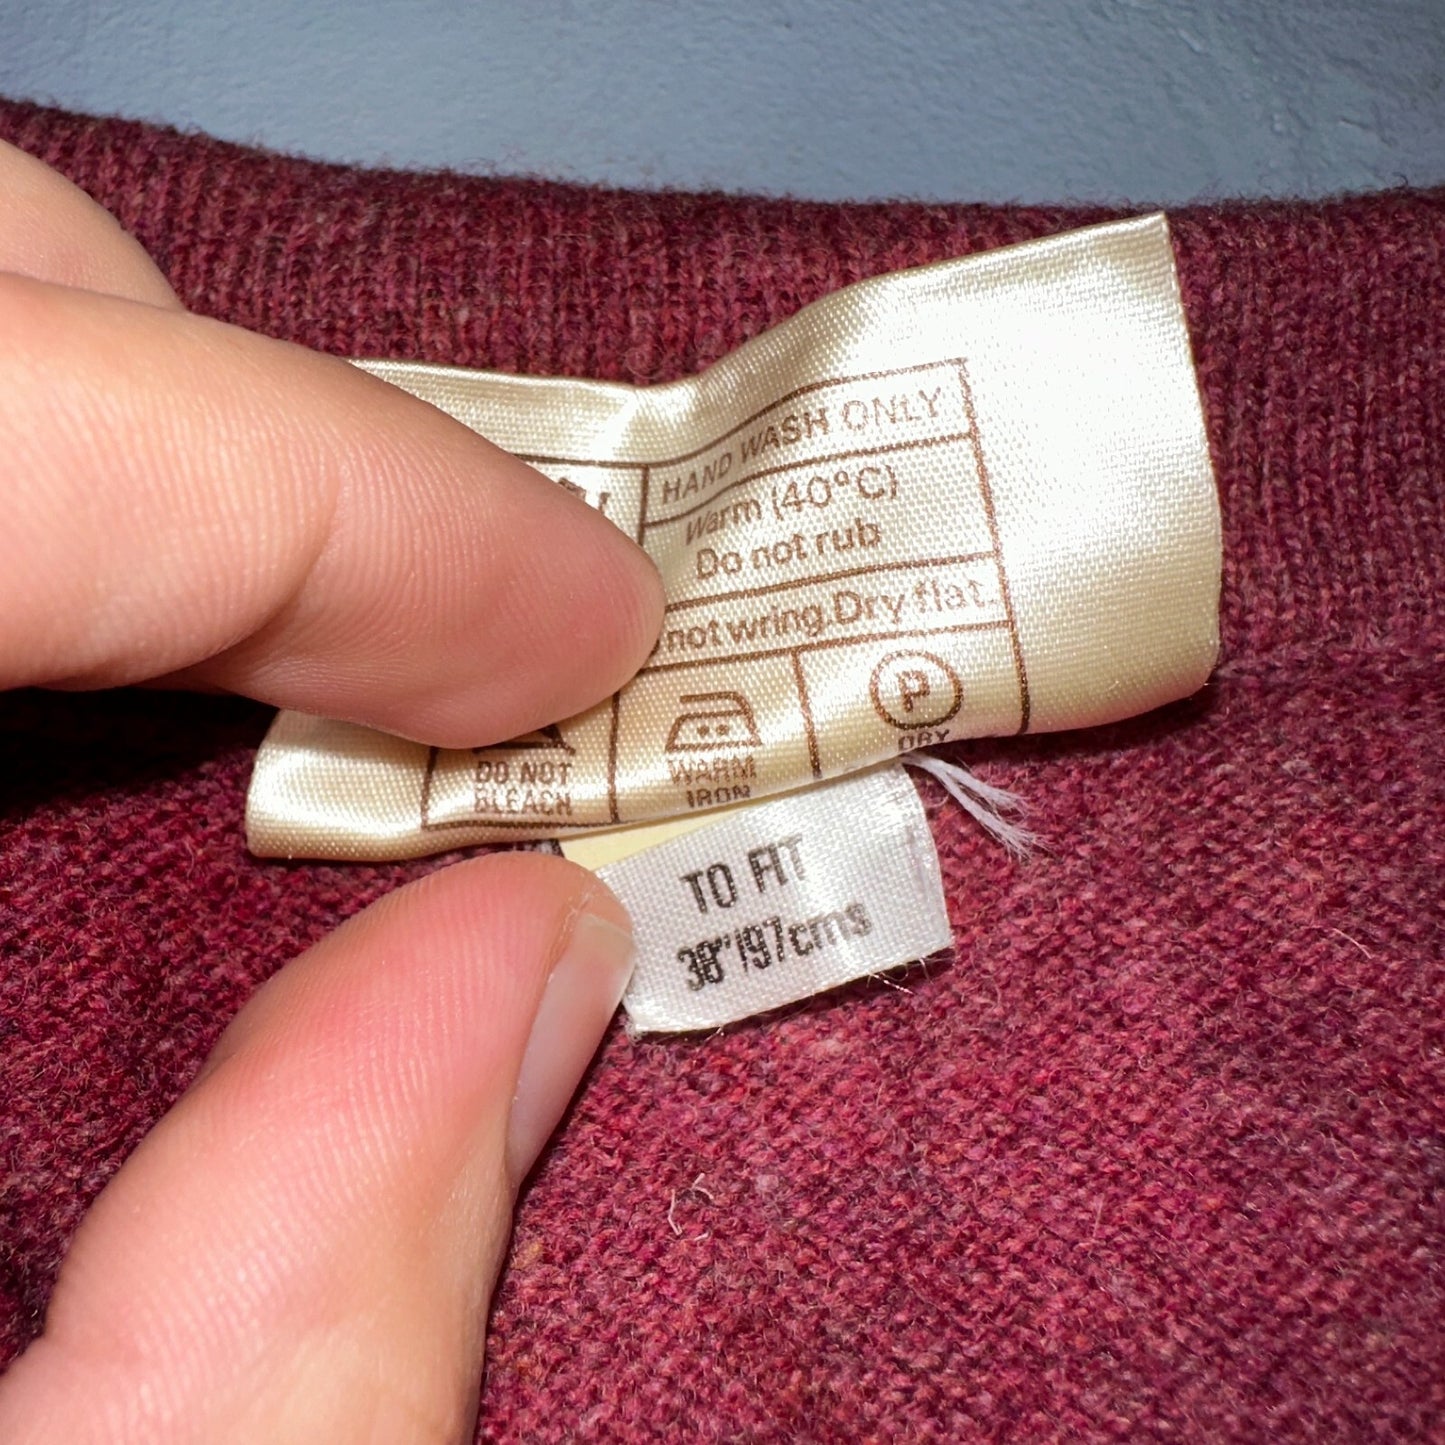 HAND WASH ONLY
Warm (40°C)
Do not rub
not wring. Dry flat.
DO NOT
BLEACH
WARM
IRON
P
DRY
TO FIT
38"/97cms